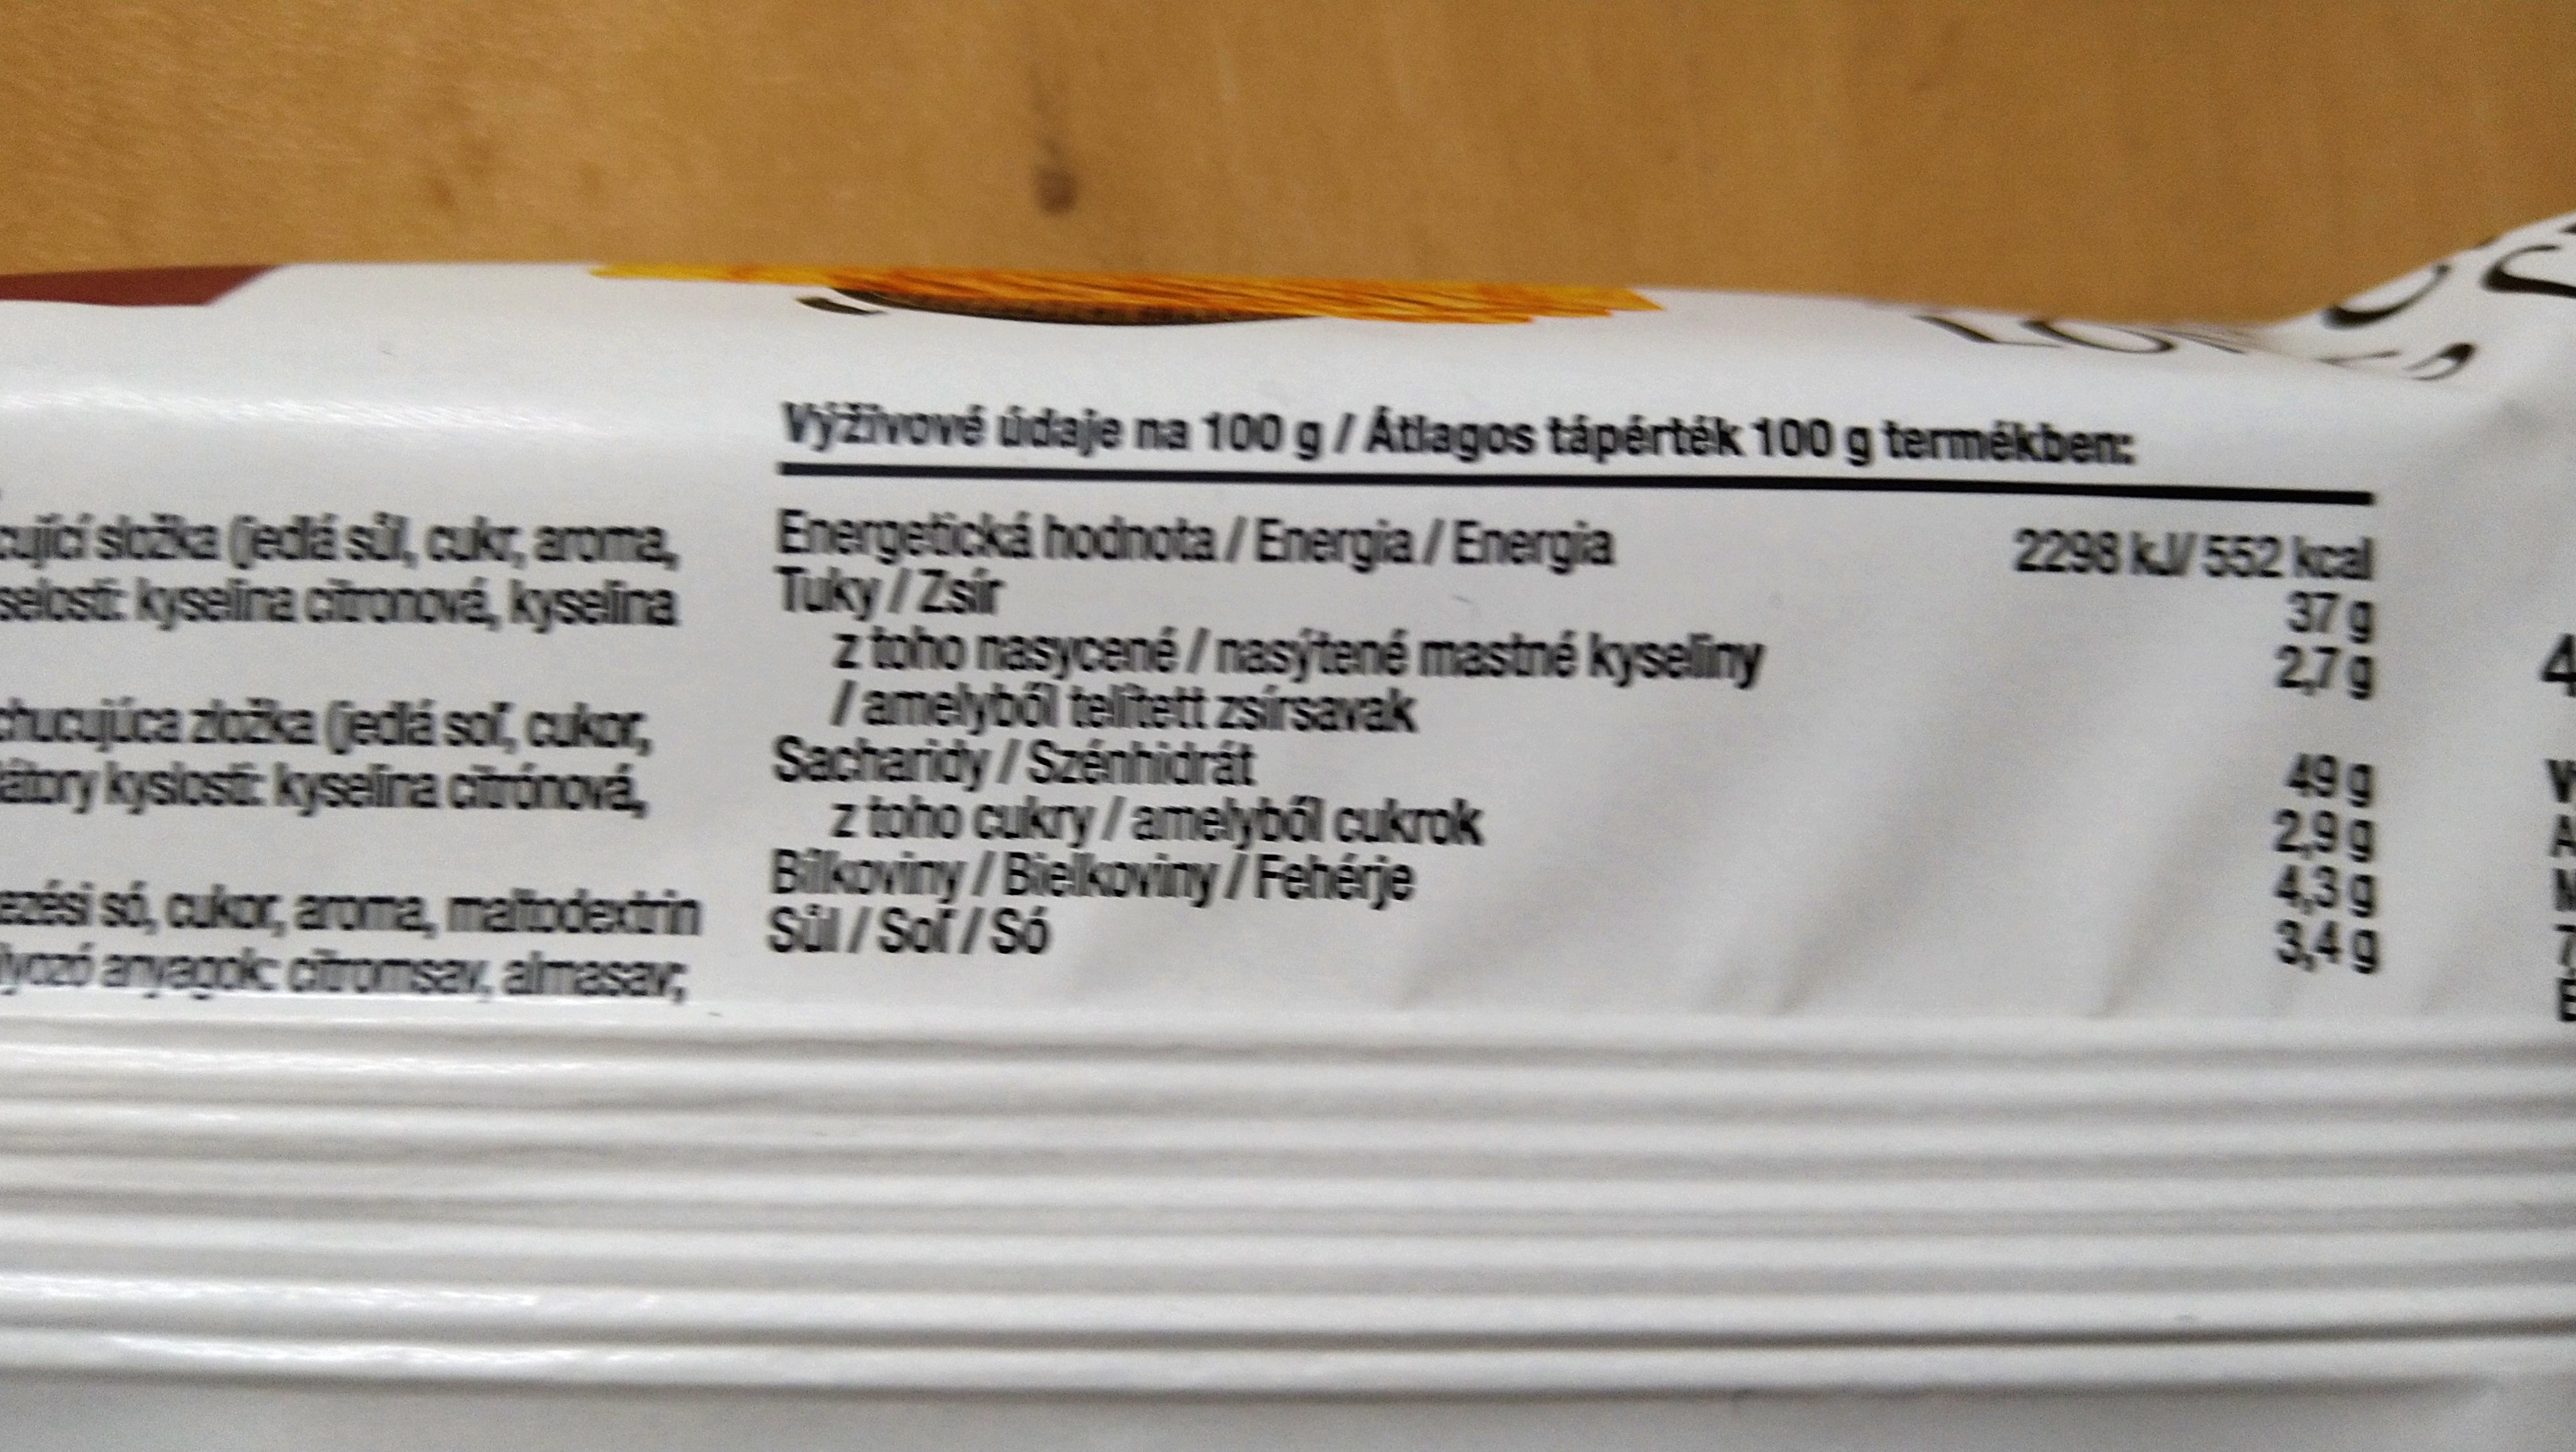 cující složka (jedlá sůl, cukr, aroma,
selosti: kyselina citronová, kyselina
chucujúca zložka (jedlá soľ, cukor,
látory kyslosti: kyselina citrónová,
ezési só, cukor, aroma, maltodextrin
lyozó anyagok: citromsav, almasav;
Výživové údaje na 100 g / Átlagos tápérték 100 g termékben:
Energetická hodnota / Energia / Energia 2298 kJ/ 552 kcal
Tuky / Zsír 37 g
z toho nasycené / nasýtené mastné kyseliny 2,7 g
/ amelyből telített zsírsavak
Sacharidy / Szénhidrát 49 g
z toho cukry / amelyből cukrok 2,9 g
Bílkoviny / Bielkoviny / Fehérje 4,3 g
Sůl / Soľ / Só 3,4 g